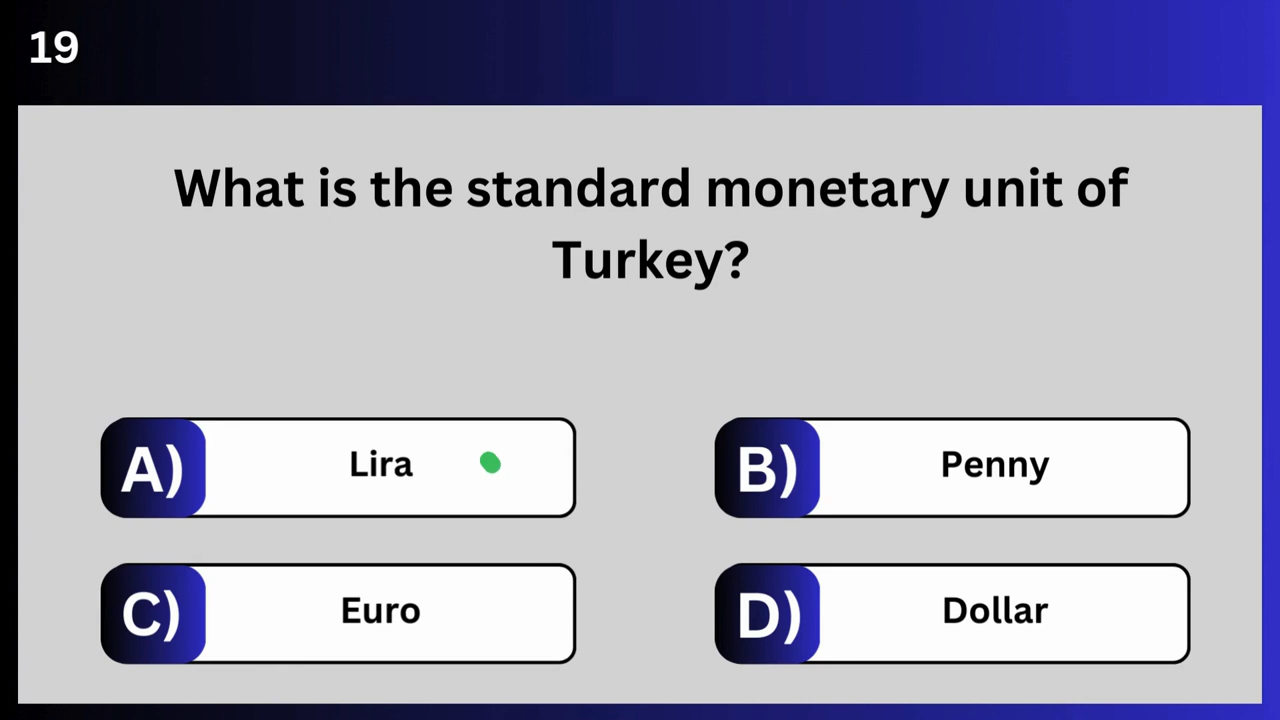 19
What is the standard monetary unit of
Turkey?
A) Lira
B) Penny
C) Euro
D) Dollar